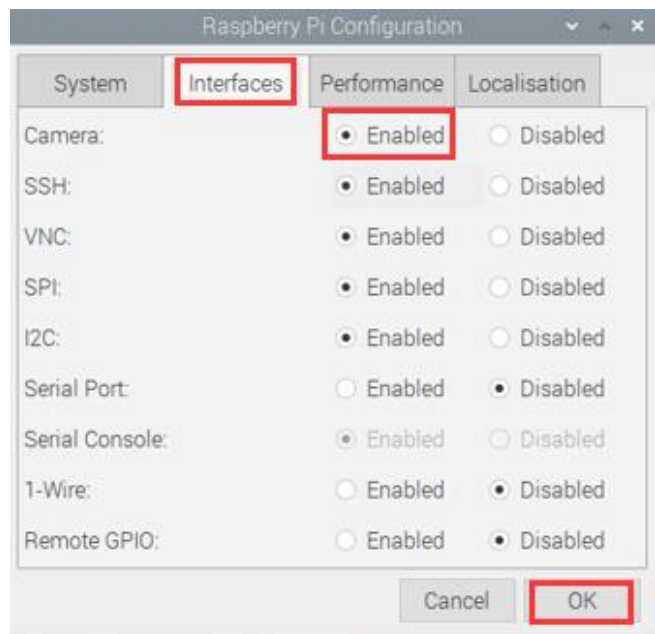 Raspberry Pi Configuration
System Interfaces Performance Localisation
Camera: Enabled Disabled
SSH: Enabled Disabled
VNC: Enabled Disabled
SPI: Enabled Disabled
I2C: Enabled Disabled
Serial Port: Enabled Disabled
Serial Console: Enabled Disabled
1-Wire: Enabled Disabled
Remote GPIO: Enabled Disabled
Cancel OK